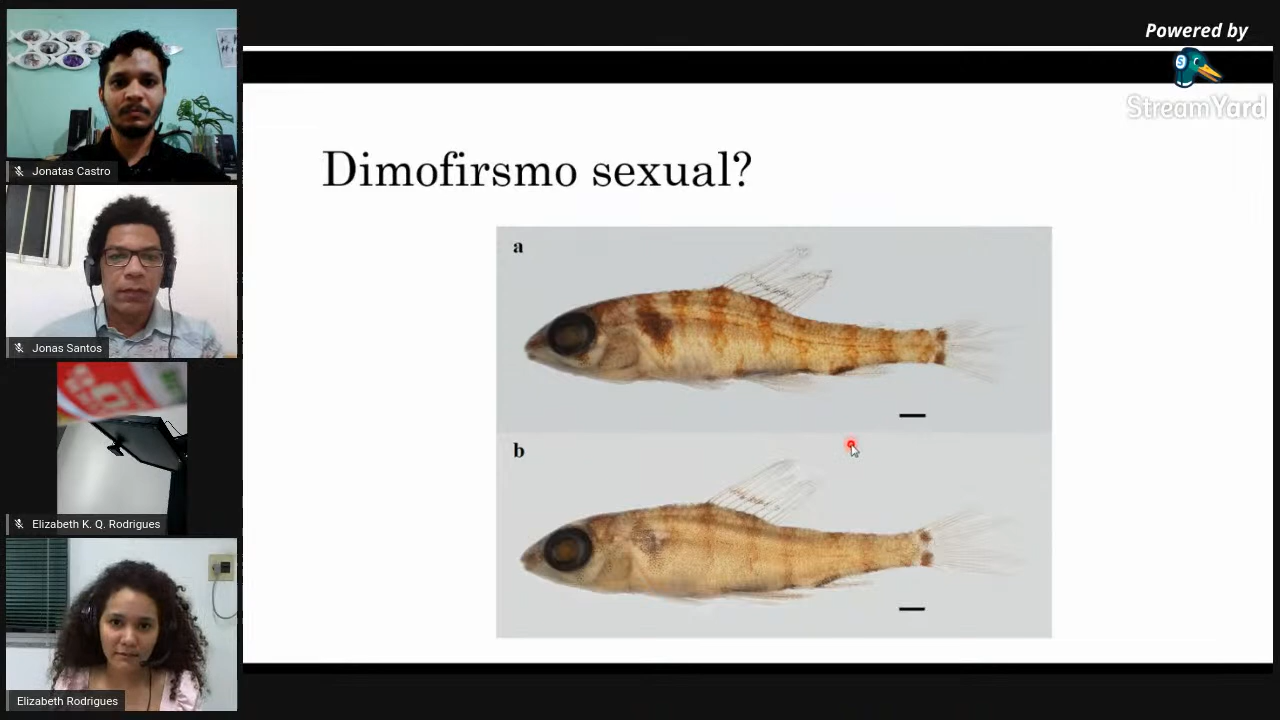 Powered by
StreamYard
Jonatas Castro
Jonas Santos
Elizabeth K. Q. Rodrigues
Elizabeth Rodrigues
Dimofirsmo sexual?
a
b